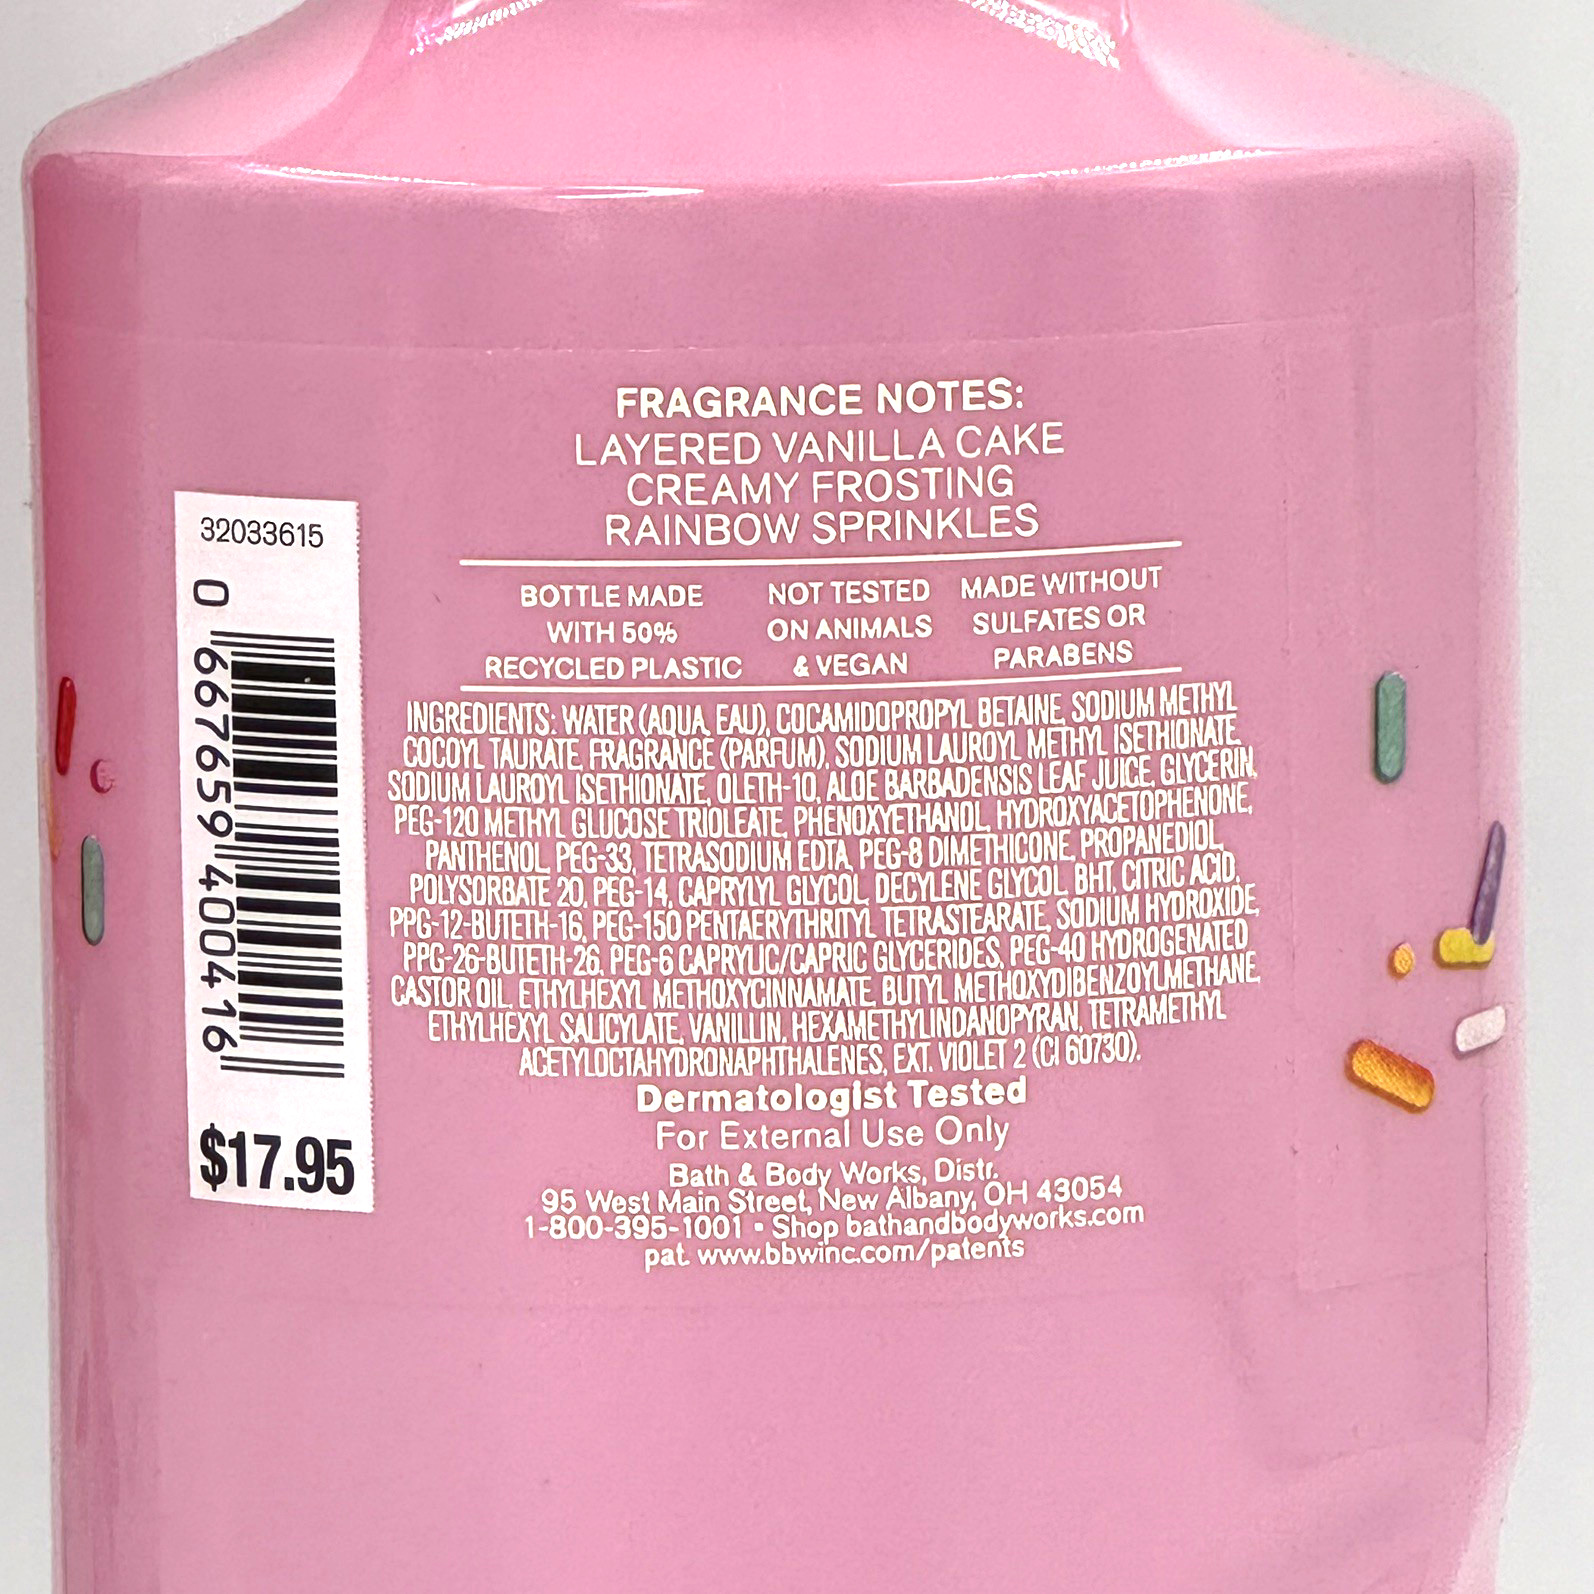 FRAGRANCE NOTES:
LAYERED VANILLA CAKE
CREAMY FROSTING
RAINBOW SPRINKLES
BOTTLE MADE
WITH 50%
RECYCLED PLASTIC
NOT TESTED
ON ANIMALS
& VEGAN
MADE WITHOUT
SULFATES OR
PARABENS
INGREDIENTS: WATER (AQUA, EAU), COCAMIDOPROPYL BETAINE, SODIUM METHYL
COCOYL TAURATE, FRAGRANCE (PARFUM), SODIUM LAUROYL METHYL ISETHIONATE,
SODIUM LAUROYL ISETHIONATE, OLETH-10, ALOE BARBADENSIS LEAF JUICE, GLYCERIN,
PEG-120 METHYL GLUCOSE TRIOLEATE, PHENOXYETHANOL, HYDROXYACETOPHENONE,
PANTHENOL, PEG-33, TETRASODIUM EDTA, PEG-8 DIMETHICONE, PROPANEDIOL,
POLYSORBATE 20, PEG-14, CAPRYLYL GLYCOL, DECYLENE GLYCOL, BHT, CITRIC ACID,
PPG-12-BUTETH-16, PEG-150 PENTAERYTHRITYL TETRASTEARATE, SODIUM HYDROXIDE,
PPG-26-BUTETH-26, PEG-6 CAPRYLIC/CAPRIC GLYCERIDES, PEG-40 HYDROGENATED
CASTOR OIL, ETHYLHEXYL METHOXYCINNAMATE, BUTYL METHOXYDIBENZOYLMETHANE,
ETHYLHEXYL SALICYLATE, VANILLIN, HEXAMETHYLINDANOPYRAN, TETRAMETHYL
ACETYLOCTAHYDRONAPHTHALENES, EXT. VIOLET 2 (CI 60730).
Dermatologist Tested
For External Use Only
Bath & Body Works, Distr.
95 West Main Street, New Albany, OH 43054
1-800-395-1001 • Shop bathandbodyworks.com
pat. www.bbwinc.com/patents
32033615
0 667659 400416
$17.95